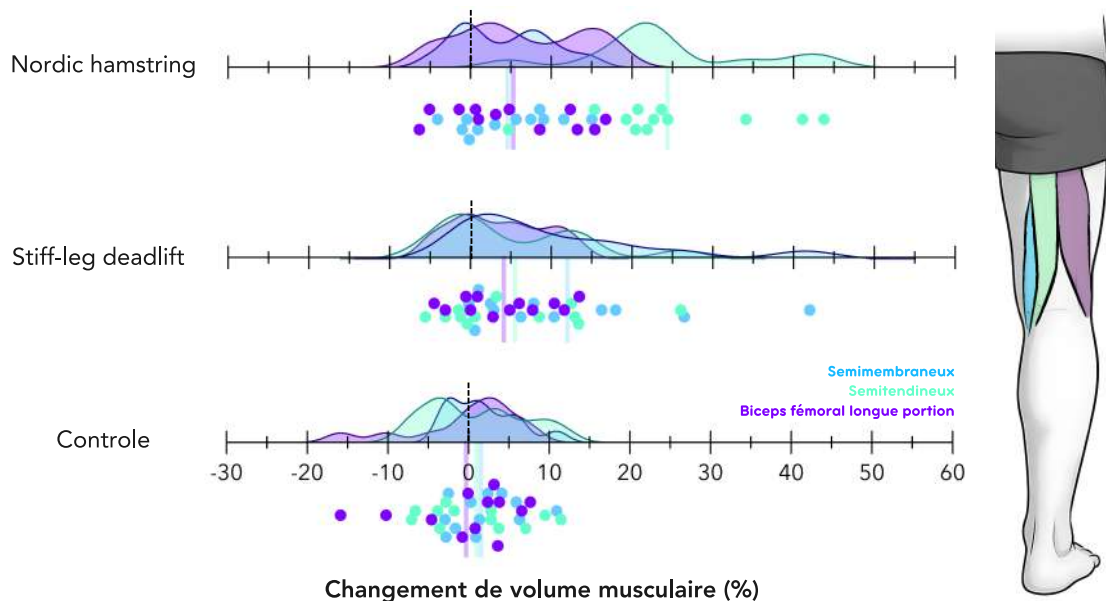 Nordic hamstring
Stiff-leg deadlift
Semimembraneux
Semitendineux
Biceps fémoral longue portion
Controle
-30 -20 -10 0 10 20 30 40 50 60
Changement de volume musculaire (%)